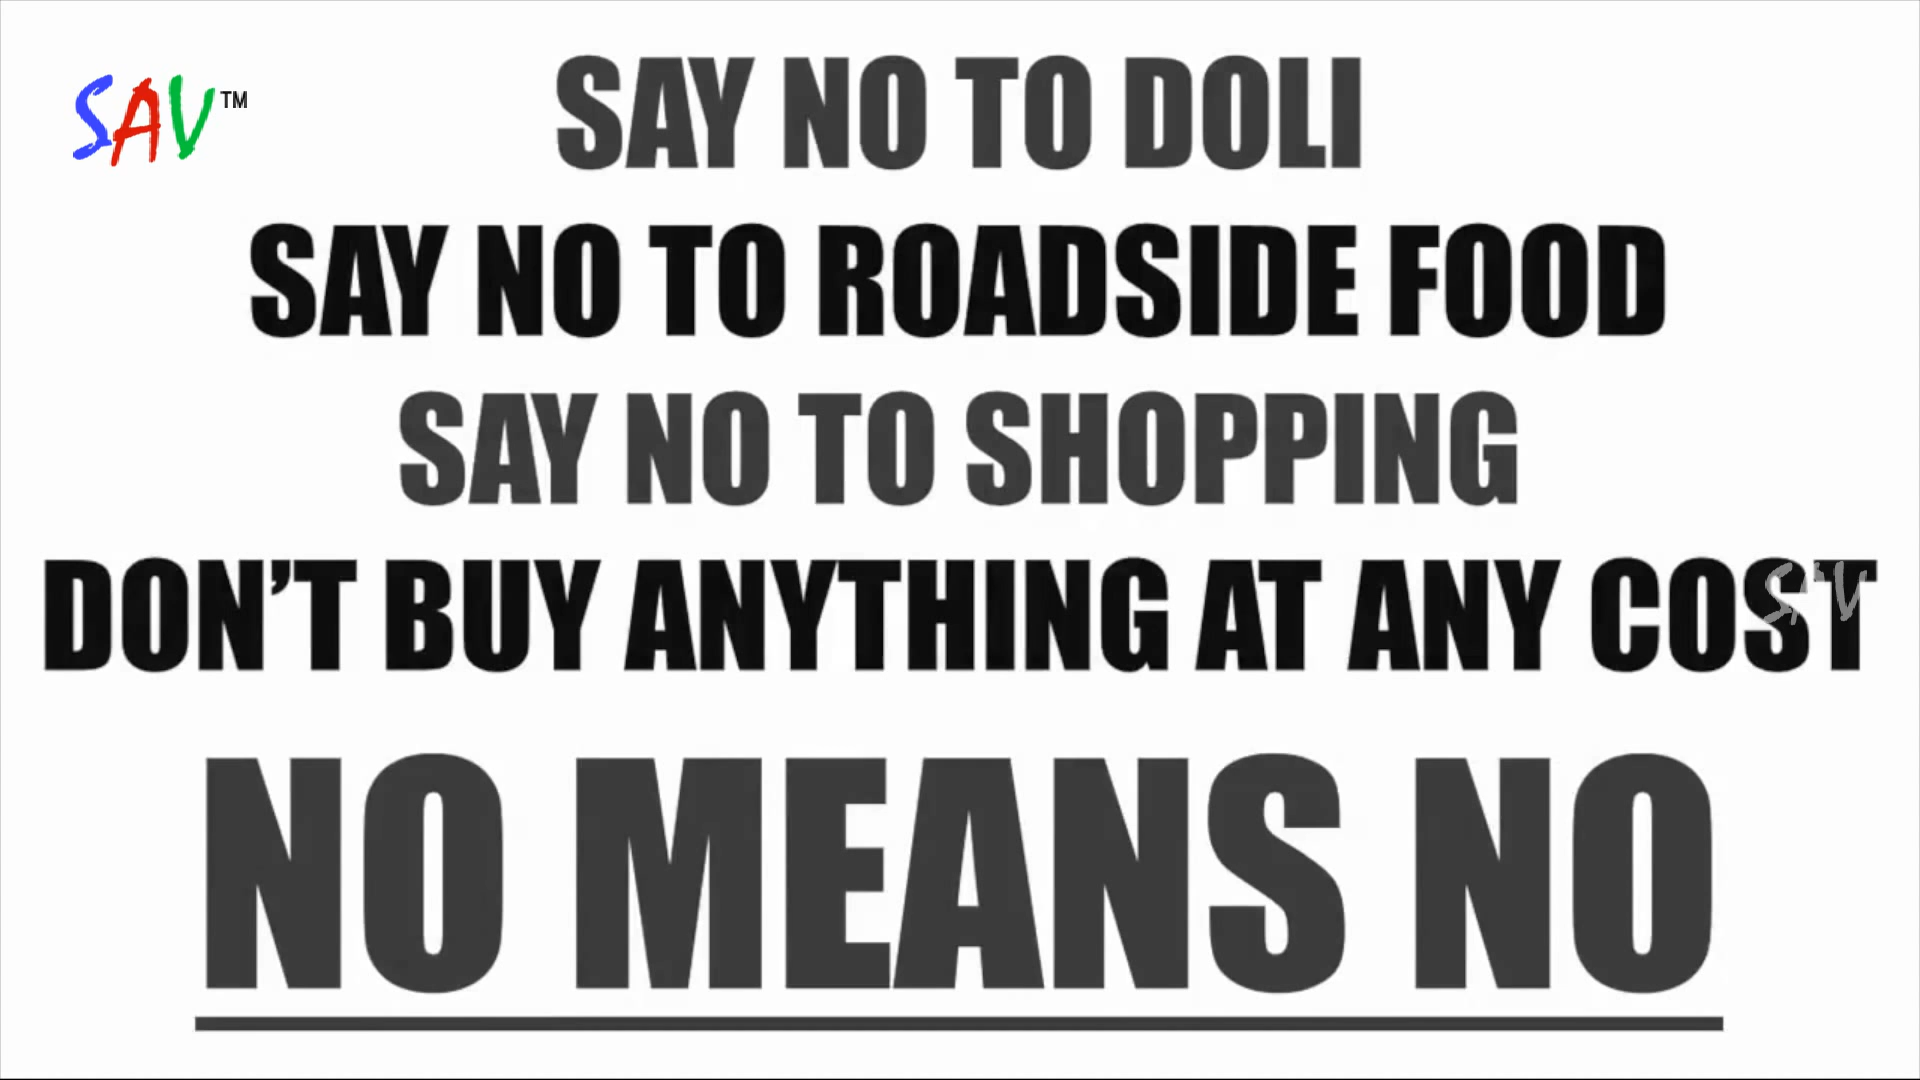 SAV™
SAY NO TO DOLI
SAY NO TO ROADSIDE FOOD
SAY NO TO SHOPPING
DON'T BUY ANYTHING AT ANY COST
SAV
NO MEANS NO